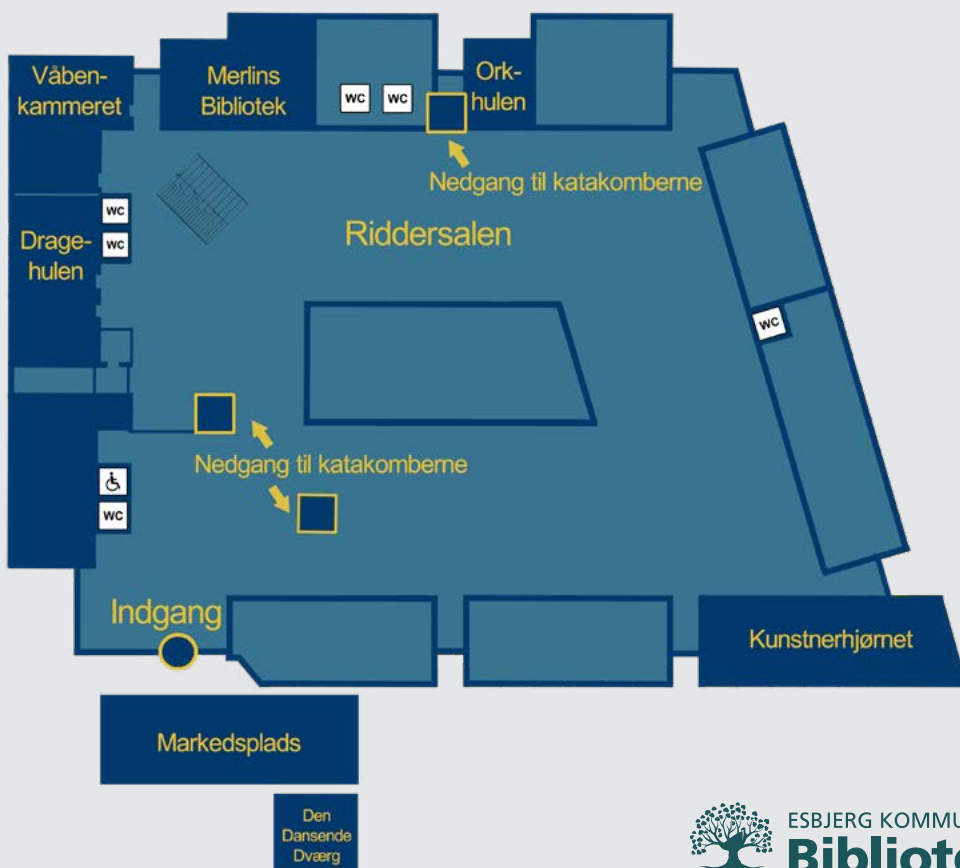 Våben-
kammeret
Merlins
Bibliotek
WC
WC
Ork-
hulen
Nedgang til katakomberne
WC
WC
Drage-
hulen
Riddersalen
WC
Nedgang til katakomberne
WC
Indgang
Kunstnerhjørnet
Markedsplads
Den
Dansende
Dværg
ESBJERG KOMMU
Bibliote